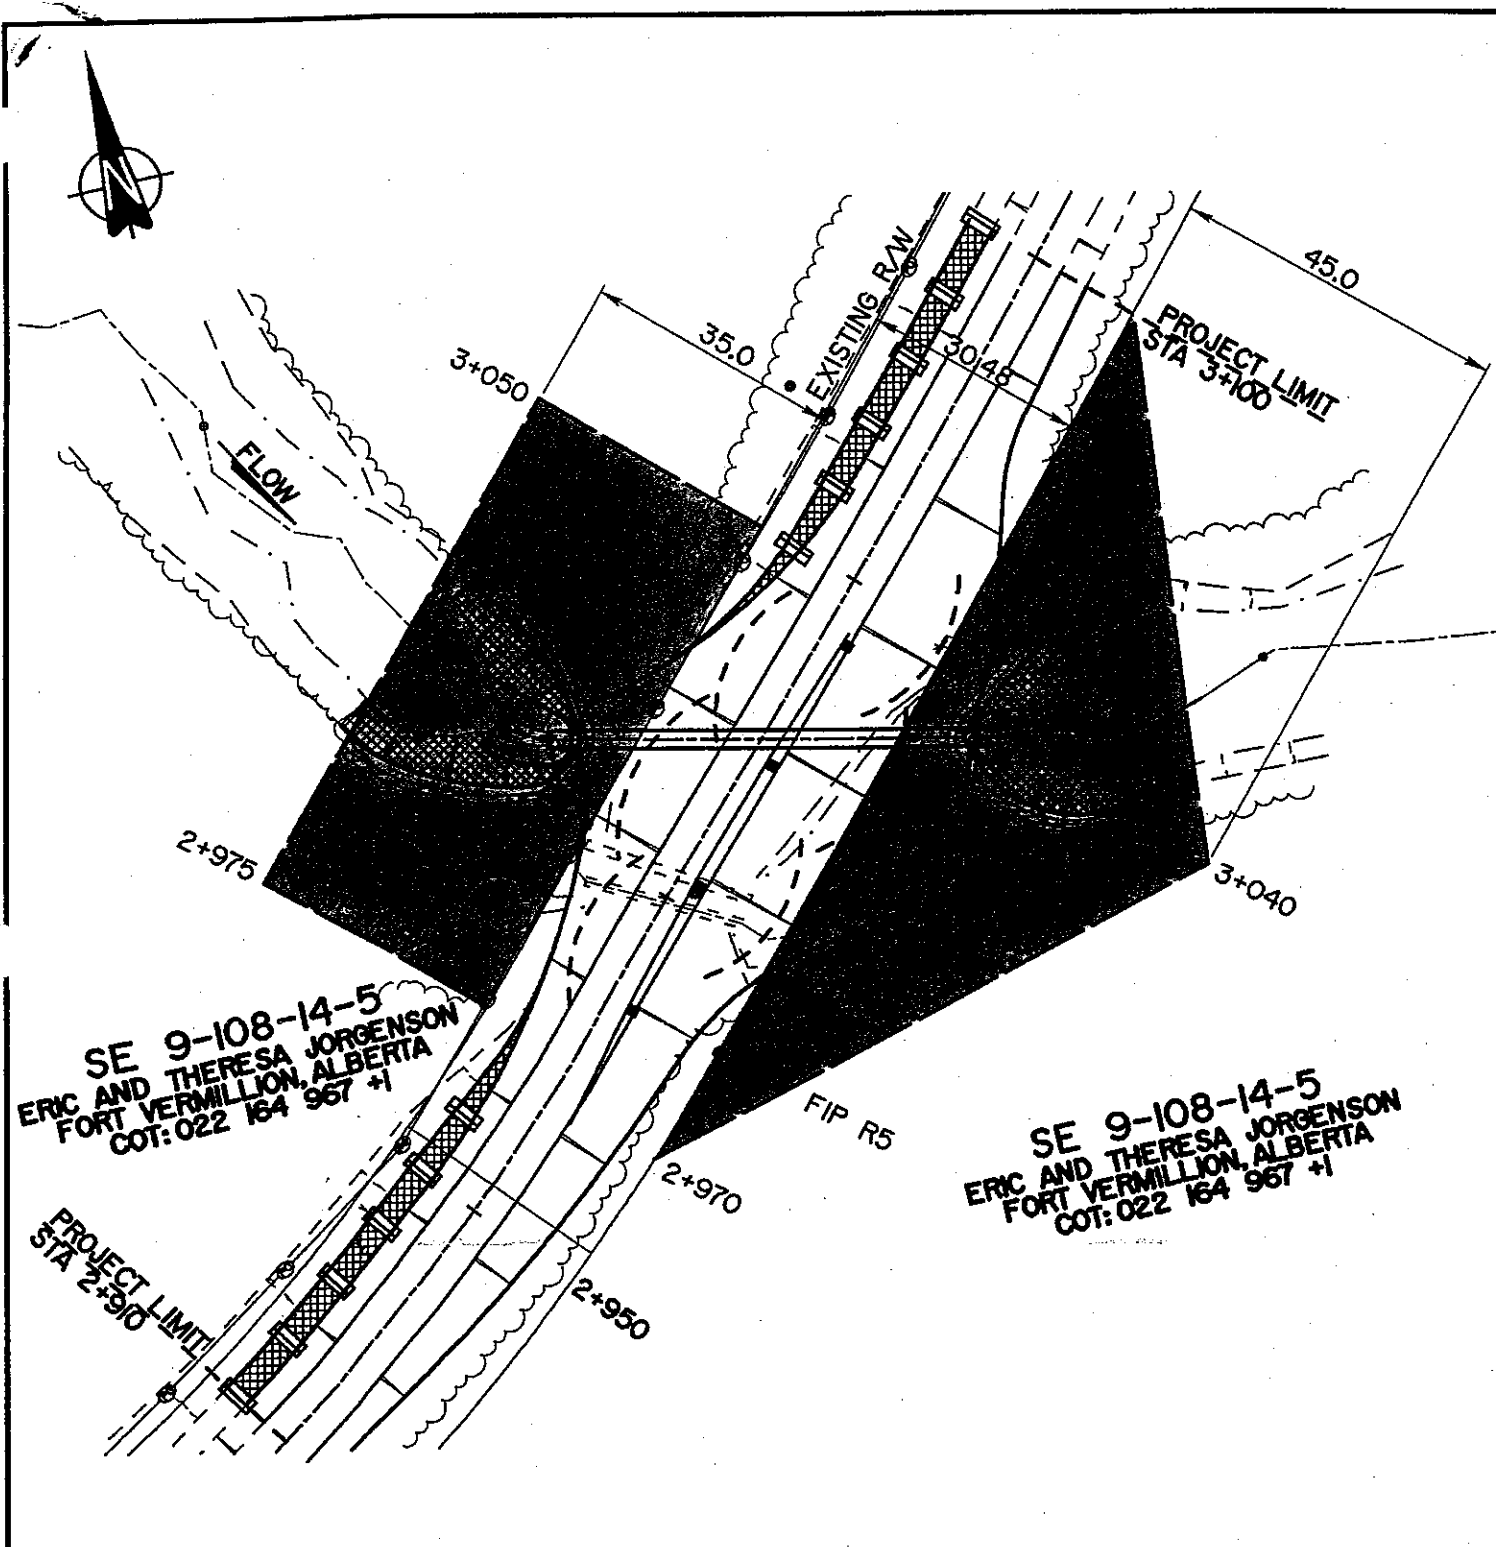 N
45.0
EXISTING R/W
35.0
30.48
PROJECT LIMIT
STA 3+100
3+050
FLOW
2+975
3+040
SE 9-108-14-5
ERIC AND THERESA JORGENSON
FORT VERMILLION, ALBERTA
COT: 022 164 967 +1
FIP R5
SE 9-108-14-5
ERIC AND THERESA JORGENSON
FORT VERMILLION, ALBERTA
COT: 022 164 967 +1
2+970
PROJECT LIMIT
STA 2+910
2+950